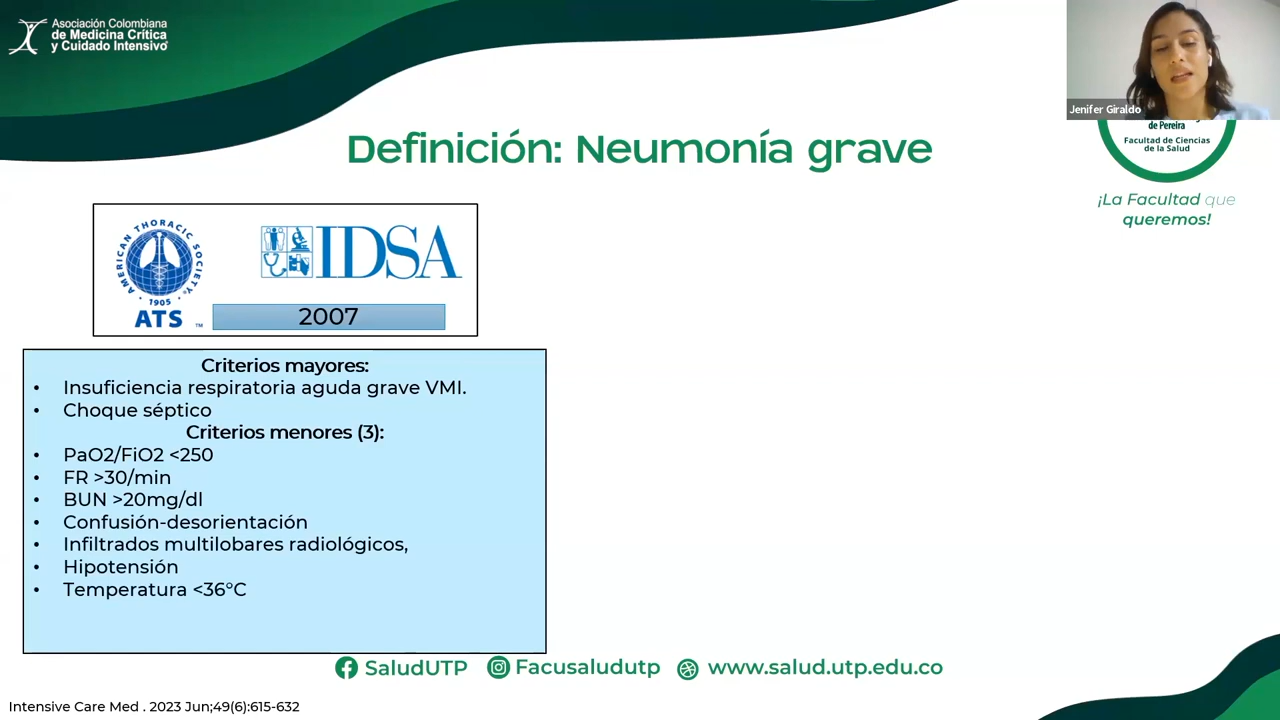 Asociación Colombiana
de Medicina Crítica
y Cuidado Intensivo
Jenifer Giraldo
de Pereira
Facultad de Ciencias
de la Salud
¡La Facultad que
queremos!
Definición: Neumonía grave
AMERICAN THORACIC SOCIETY
1905
ATS™
IDSA
2007
Criterios mayores:
• Insuficiencia respiratoria aguda grave VMI.
• Choque séptico
Criterios menores (3):
• PaO2/FiO2 <250
• FR >30/min
• BUN >20mg/dl
• Confusión-desorientación
• Infiltrados multilobares radiológicos,
• Hipotensión
• Temperatura <36°C
SaludUTP Facusaludutp www.salud.utp.edu.co
Intensive Care Med . 2023 Jun;49(6):615-632